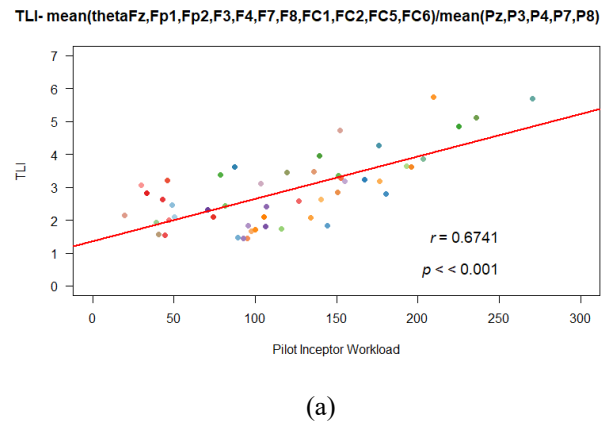 TLI- mean(thetaFz,Fp1,Fp2,F3,F4,F7,F8,FC1,FC2,FC5,FC6)/mean(Pz,P3,P4,P7,P8)
7
6
5
4
3
2
1
0
TLI
r = 0.6741
p << 0.001
0 50 100 150 200 250 300
Pilot Inceptor Workload
(a)